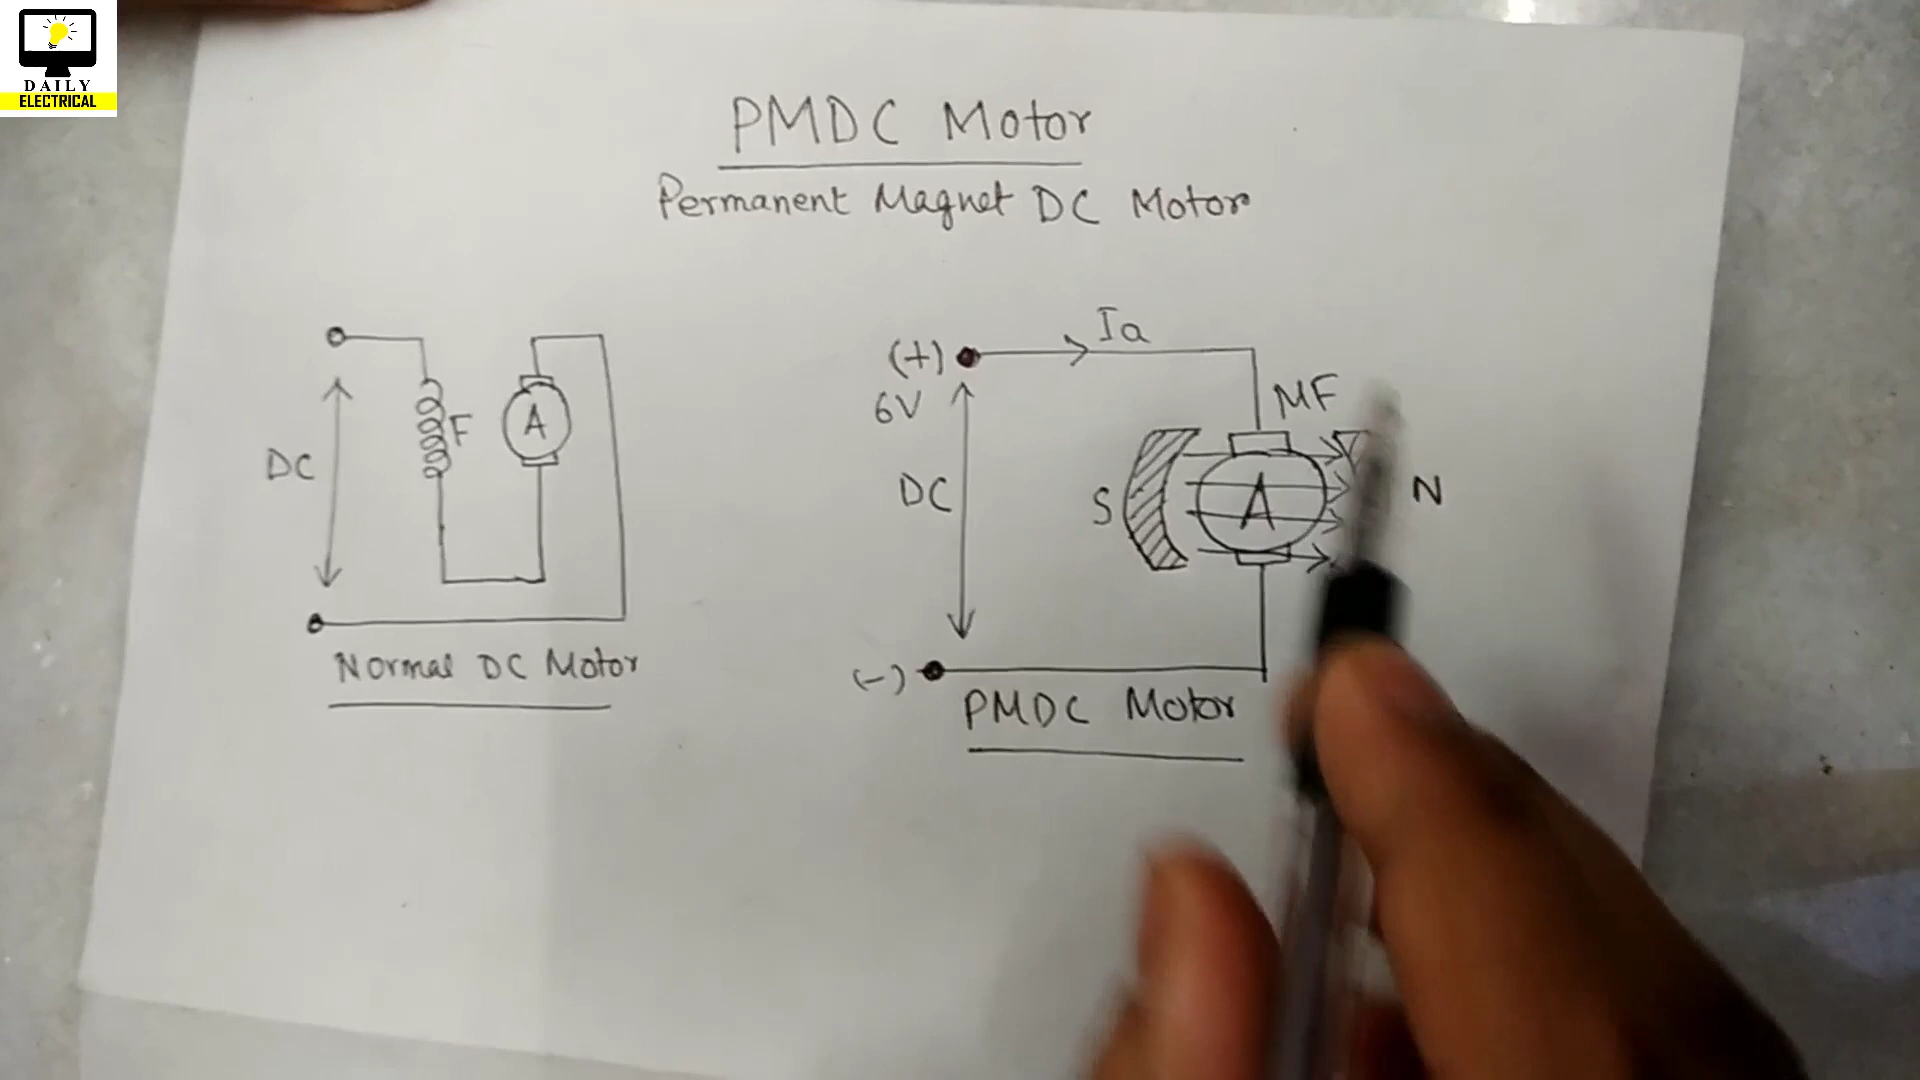 DAILY
ELECTRICAL
PMDC Motor
Permanent Magnet DC Motor
DC
F
A
Normal DC Motor
(+)
Ia
6V
DC
MF
S
A
N
(-)
PMDC Motor